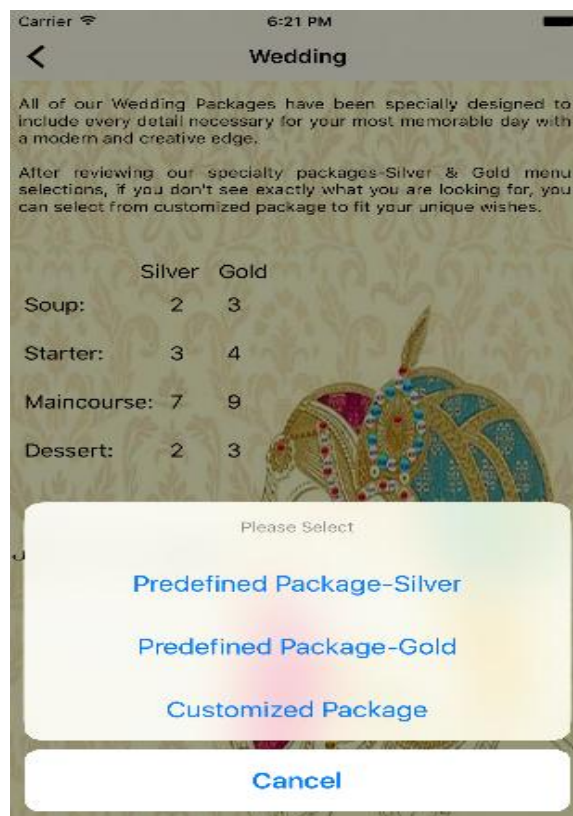 Carrier 6:21 PM
Wedding
All of our Wedding Packages have been specially designed to
include every detail necessary for your most memorable day with
a modern and creative edge.
After reviewing our specialty packages-Silver & Gold menu
selections, if you don't see exactly what you are looking for, you
can select from customized package to fit your unique wishes.
Silver Gold
Soup: 2 3
Starter: 3 4
Maincourse: 7 9
Dessert: 2 3
Please Select
Predefined Package-Silver
Predefined Package-Gold
Customized Package
Cancel